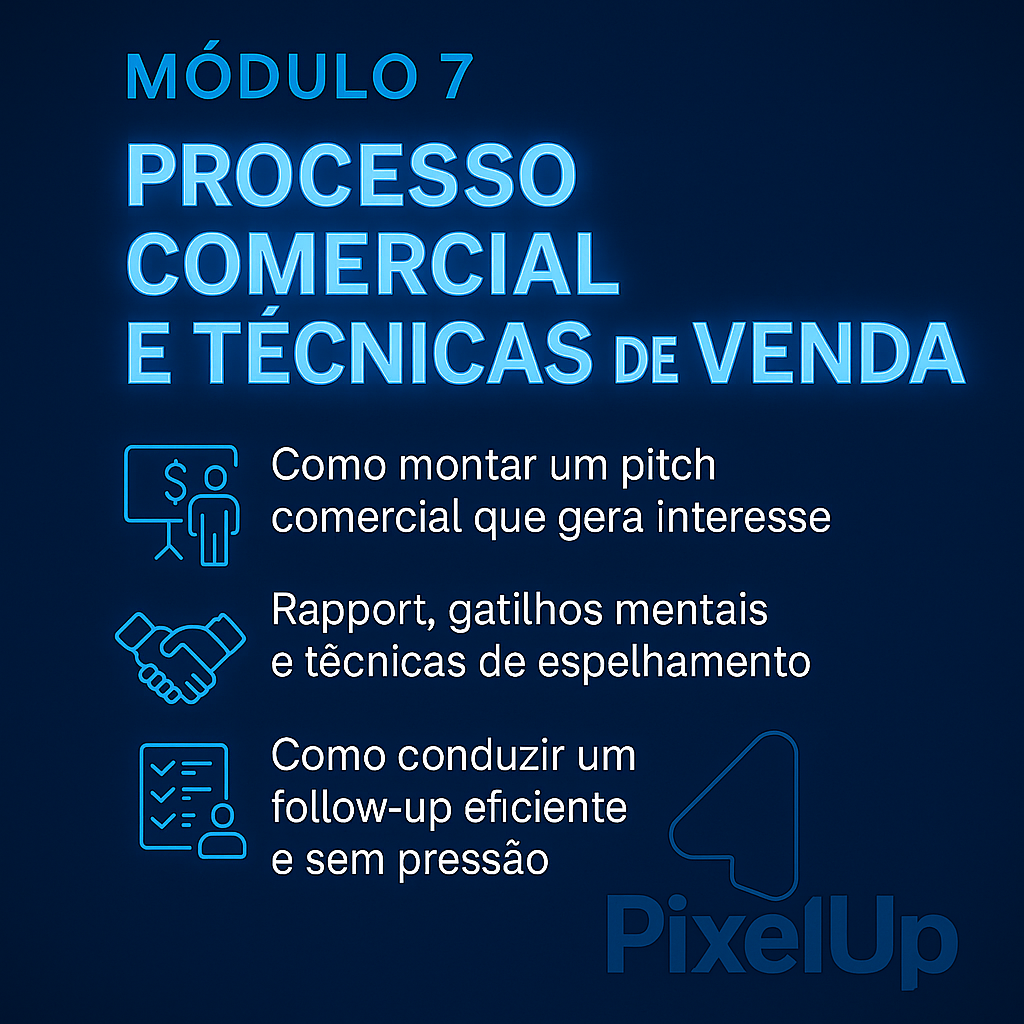 MÓDULO 7
PROCESSO
COMERCIAL
E TÉCNICAS DE VENDA
$
Como montar um pitch
comercial que gera interesse
Rapport, gatilhos mentais
e tẽcnicas de espelhamento
Como conduzir um
follow-up eficiente
e sem pressão
PixelUp